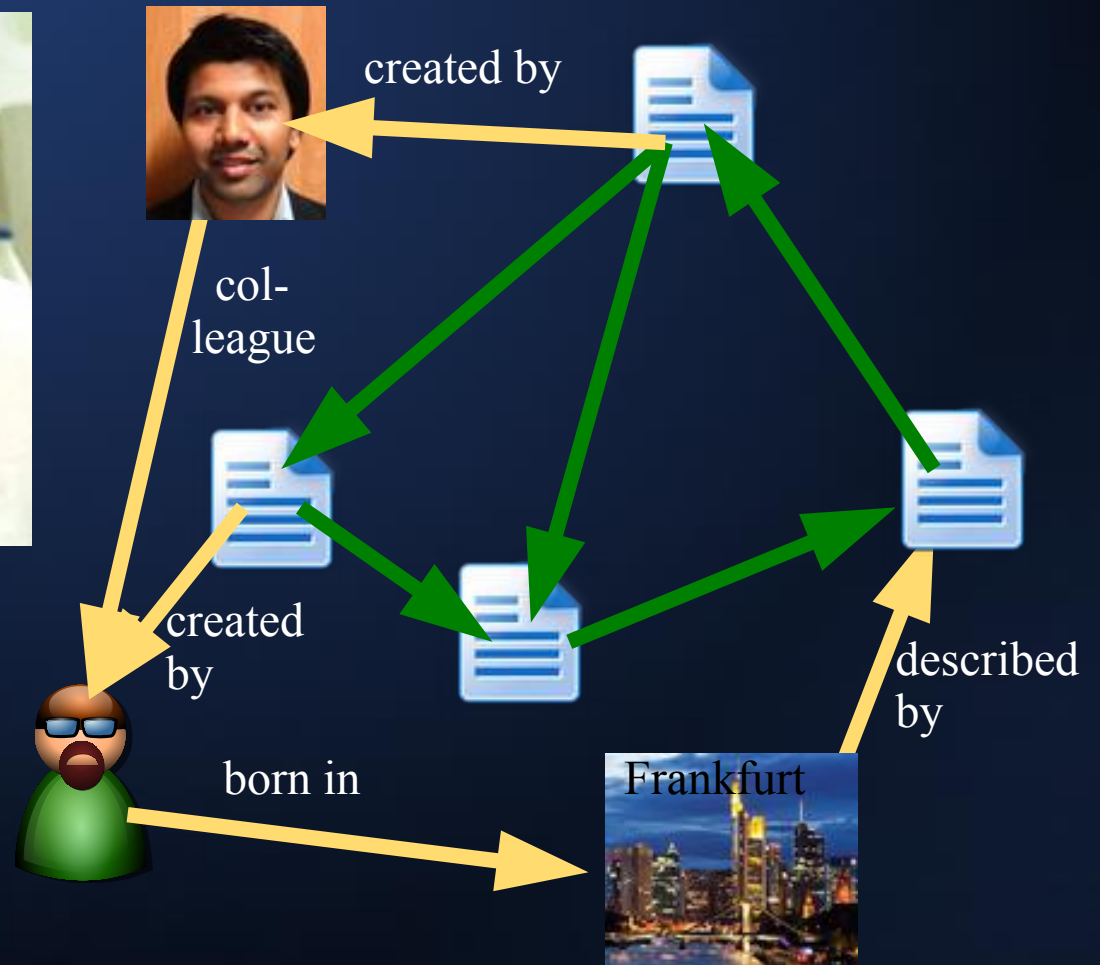 created by
col-
league
created
by
described
by
born in
Frankfurt